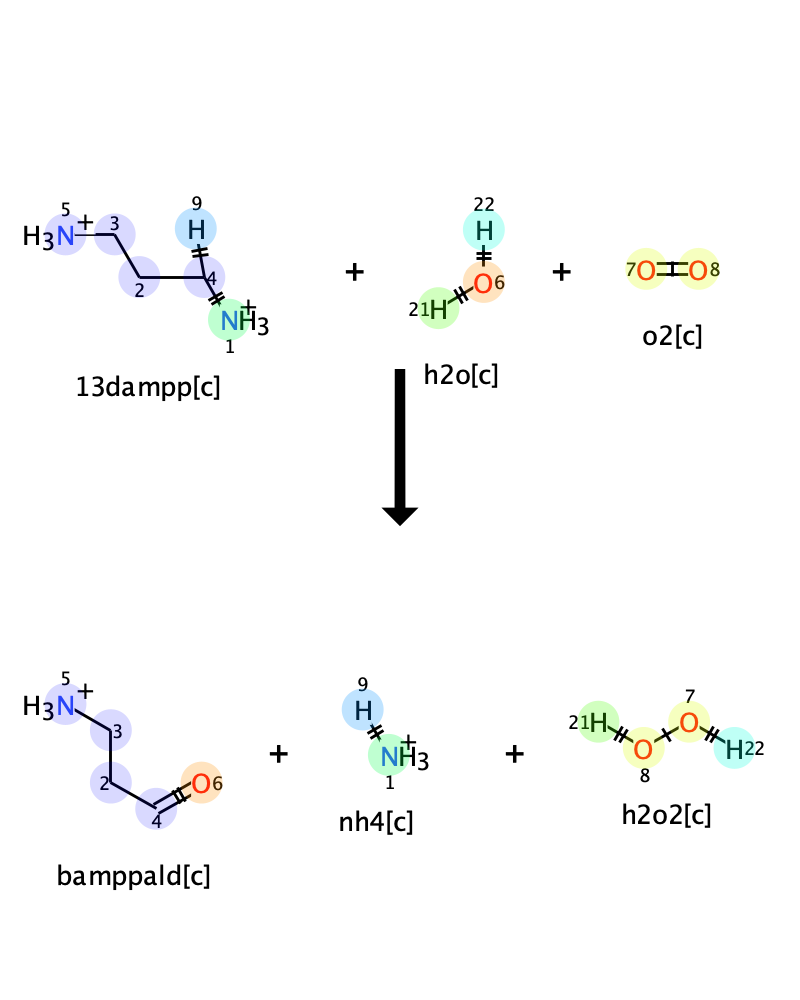 5 + 3 9 22
H3N H H
4 + + 7O O8
2 O6
NH3 21H
1 o2[c]
13dampp[c] h2o[c]
5 + 9 7
H3N H 21H O
3 + + + H22
2 O6 NH3 O
4 1 8
bamppald[c] nh4[c] h2o2[c]